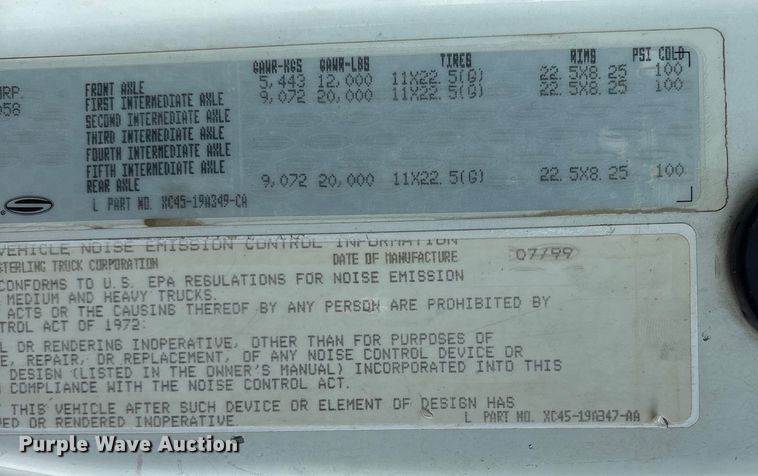 GAWR-KGS GAWR-LBS TIRES RIMS PSI COLD
FRONT AXLE 5,443 12,000 11X22.5(G) 22.5X8.25 100
FIRST INTERMEDIATE AXLE 9,072 20,000 11X22.5(G) 22.5X8.25 100
SECOND INTERMEDIATE AXLE
THIRD INTERMEDIATE AXLE
FOURTH INTERMEDIATE AXLE
FIFTH INTERMEDIATE AXLE
REAR AXLE 9,072 20,000 11X22.5(G) 22.5X8.25 100
L PART NO. XC45-19A349-CA
VEHICLE NOISE EMISSION CONTROL INFORMATION
STERLING TRUCK CORPORATION DATE OF MANUFACTURE 07/99
CONFORMS TO U.S. EPA REGULATIONS FOR NOISE EMISSION
MEDIUM AND HEAVY TRUCKS.
ACTS OR THE CAUSING THEREOF BY ANY PERSON ARE PROHIBITED BY
TROL ACT OF 1972:
L OR RENDERING INOPERATIVE, OTHER THAN FOR PURPOSES OF
E, REPAIR, OR REPLACEMENT, OF ANY NOISE CONTROL DEVICE OR
DESIGN (LISTED IN THE OWNER'S MANUAL) INCORPORATED INTO THIS
COMPLIANCE WITH THE NOISE CONTROL ACT.
THIS VEHICLE AFTER SUCH DEVICE OR ELEMENT OF DESIGN HAS
VED OR RENDERED INOPERATIVE.
L PART NO. XC45-19A347-AA
Purple Wave Auction